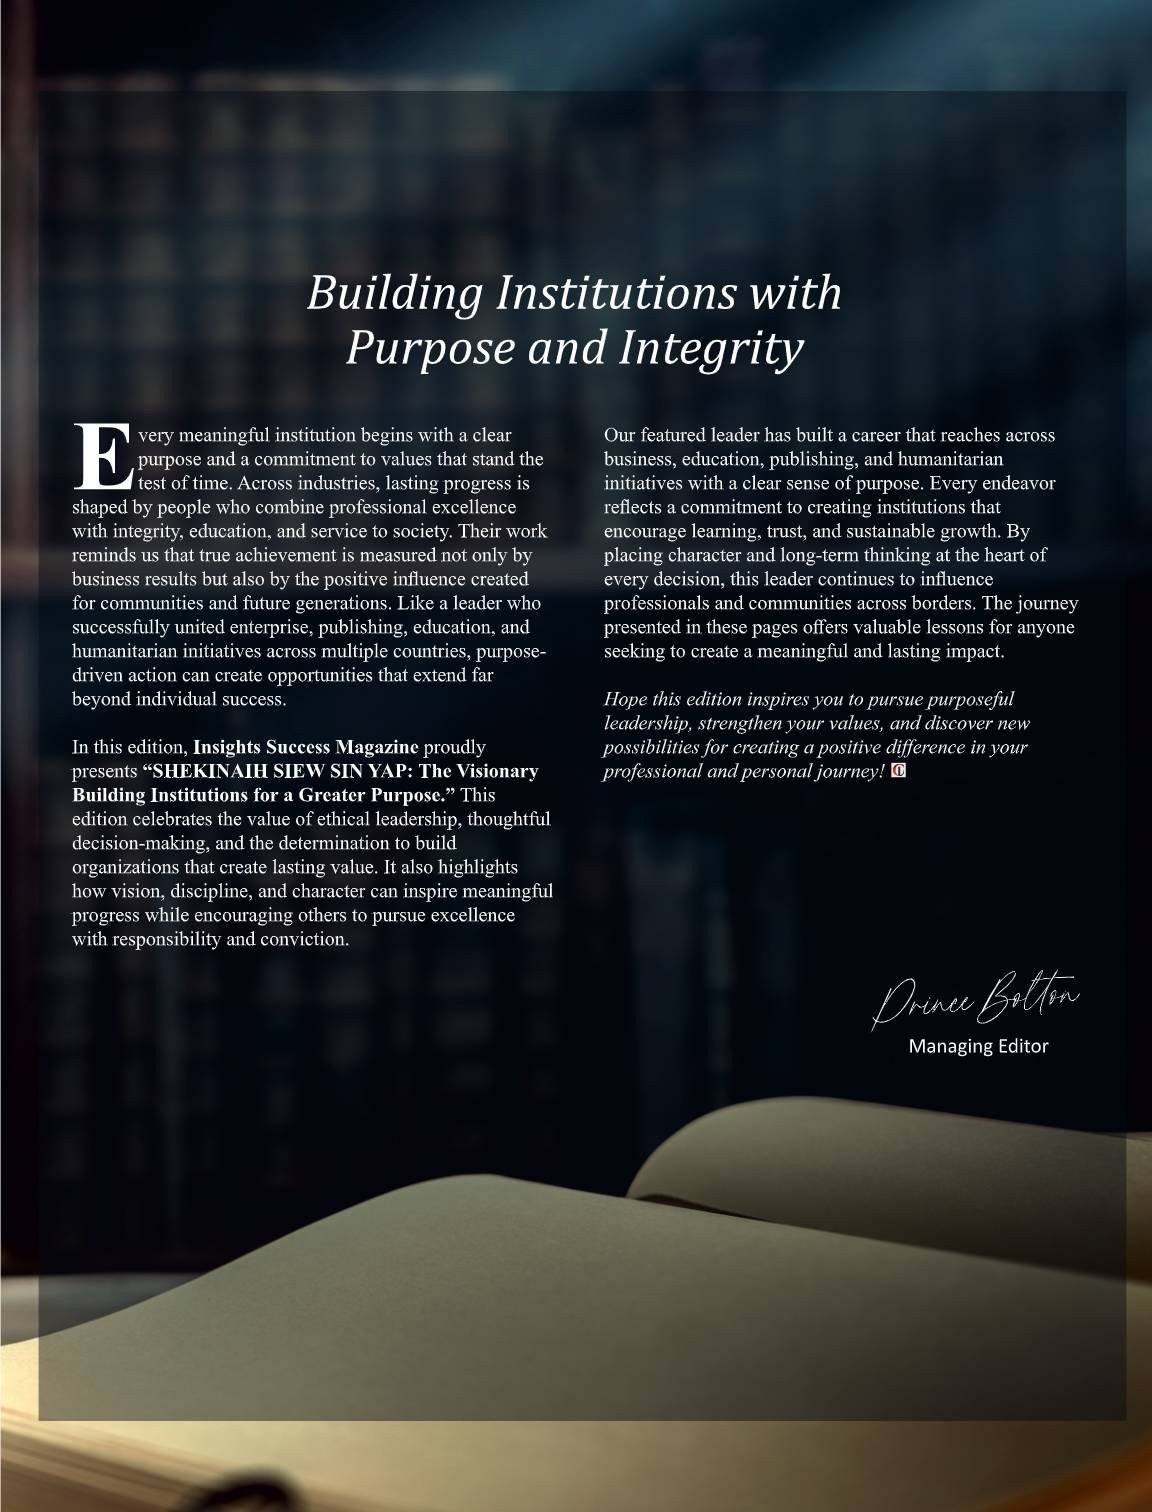 Building Institutions with
Purpose and Integrity
Every meaningful institution begins with a clear
purpose and a commitment to values that stand the
test of time. Across industries, lasting progress is
shaped by people who combine professional excellence
with integrity, education, and service to society. Their work
reminds us that true achievement is measured not only by
business results but also by the positive influence created
for communities and future generations. Like a leader who
successfully united enterprise, publishing, education, and
humanitarian initiatives across multiple countries, purpose-
driven action can create opportunities that extend far
beyond individual success.
In this edition, Insights Success Magazine proudly
presents “SHEKINAIH SIEW SIN YAP: The Visionary
Building Institutions for a Greater Purpose.” This
edition celebrates the value of ethical leadership, thoughtful
decision-making, and the determination to build
organizations that create lasting value. It also highlights
how vision, discipline, and character can inspire meaningful
progress while encouraging others to pursue excellence
with responsibility and conviction.
Our featured leader has built a career that reaches across
business, education, publishing, and humanitarian
initiatives with a clear sense of purpose. Every endeavor
reflects a commitment to creating institutions that
encourage learning, trust, and sustainable growth. By
placing character and long-term thinking at the heart of
every decision, this leader continues to influence
professionals and communities across borders. The journey
presented in these pages offers valuable lessons for anyone
seeking to create a meaningful and lasting impact.
Hope this edition inspires you to pursue purposeful
leadership, strengthen your values, and discover new
possibilities for creating a positive difference in your
professional and personal journey!
Prince Bolton
Managing Editor